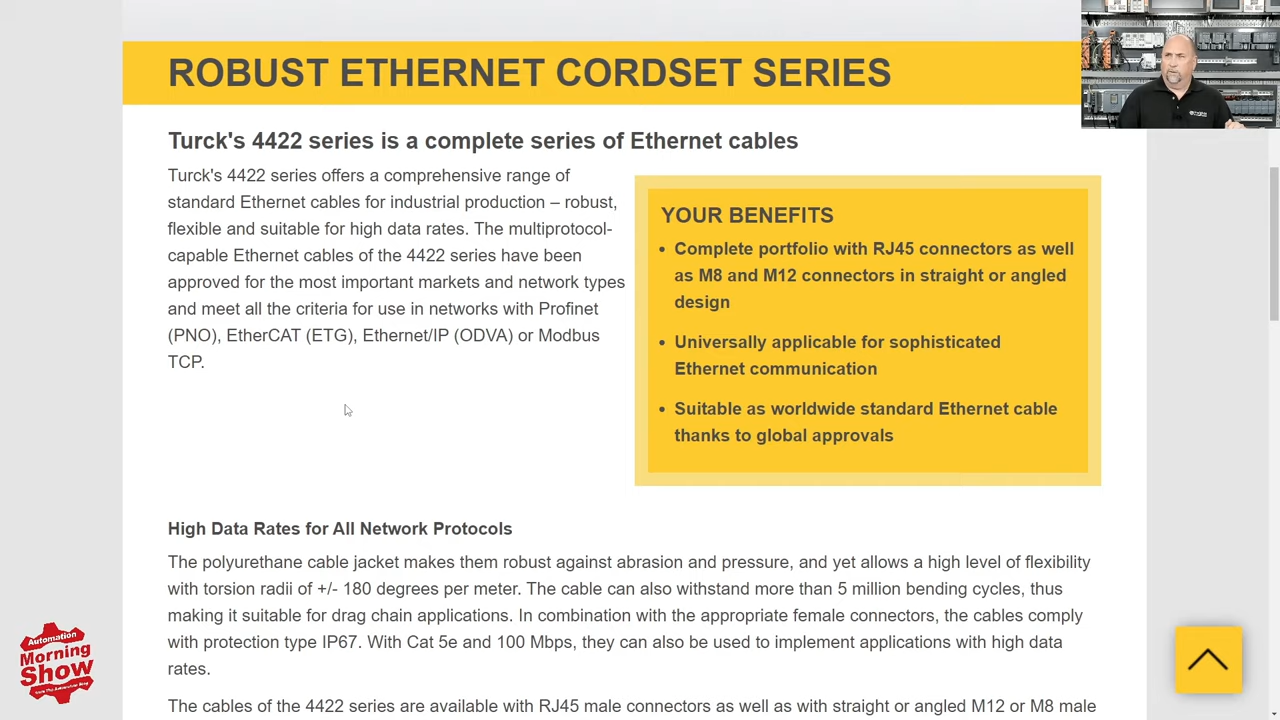 ROBUST ETHERNET CORDSET SERIES
Turck's 4422 series is a complete series of Ethernet cables
Turck's 4422 series offers a comprehensive range of
standard Ethernet cables for industrial production – robust,
flexible and suitable for high data rates. The multiprotocol-
capable Ethernet cables of the 4422 series have been
approved for the most important markets and network types
and meet all the criteria for use in networks with Profinet
(PNO), EtherCAT (ETG), Ethernet/IP (ODVA) or Modbus
TCP.
YOUR BENEFITS
• Complete portfolio with RJ45 connectors as well
as M8 and M12 connectors in straight or angled
design
• Universally applicable for sophisticated
Ethernet communication
• Suitable as worldwide standard Ethernet cable
thanks to global approvals
High Data Rates for All Network Protocols
The polyurethane cable jacket makes them robust against abrasion and pressure, and yet allows a high level of flexibility
with torsion radii of +/- 180 degrees per meter. The cable can also withstand more than 5 million bending cycles, thus
making it suitable for drag chain applications. In combination with the appropriate female connectors, the cables comply
with protection type IP67. With Cat 5e and 100 Mbps, they can also be used to implement applications with high data
rates.
The cables of the 4422 series are available with RJ45 male connectors as well as with straight or angled M12 or M8 male
Automation
Morning
Show
from The Automation Blog